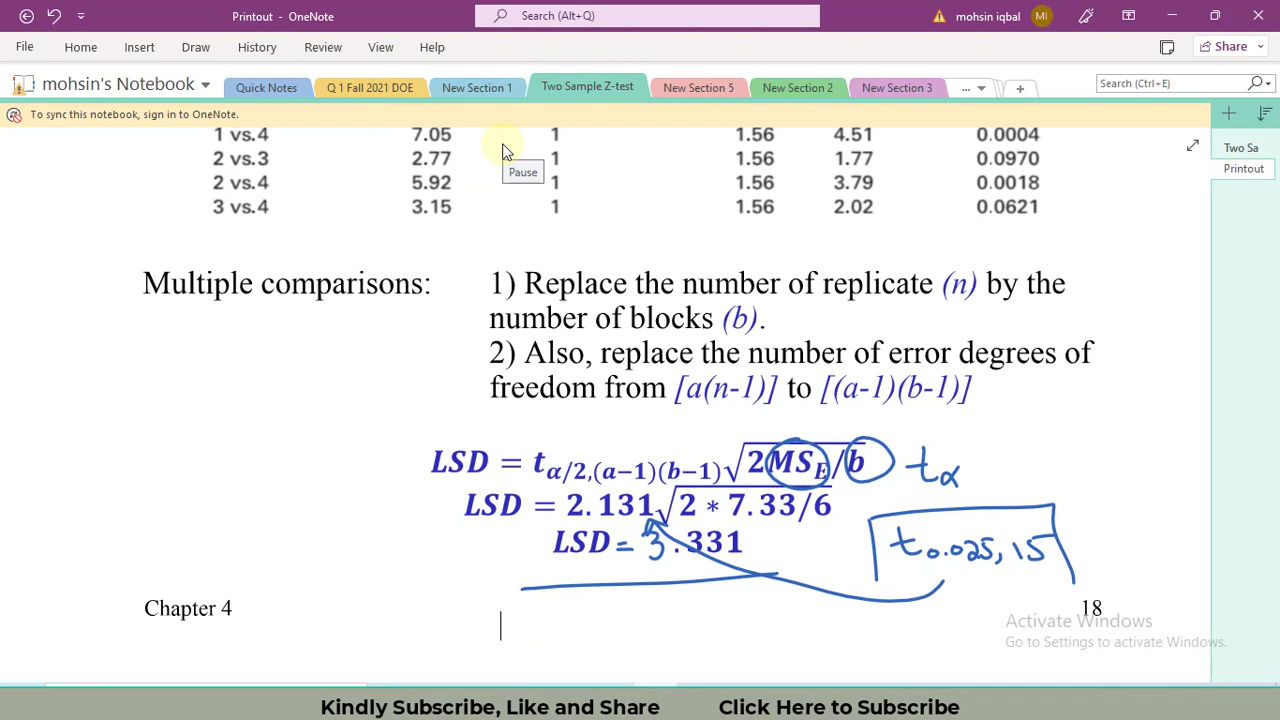 Printout - OneNote
Search (Alt+Q)
mohsin iqbal
MI
File Home Insert Draw History Review View Help
Share
mohsin's Notebook
Quick Notes
Q 1 Fall 2021 DOE
New Section 1
Two Sample Z-test
New Section 5
New Section 2
New Section 3
...
Search (Ctrl+E)
To sync this notebook, sign in to OneNote.
Two Sa
Printout
1 vs. 4 7.05 1 1.56 4.51 0.0004
2 vs. 3 2.77 1 1.56 1.77 0.0970
2 vs. 4 5.92 1 1.56 3.79 0.0018
3 vs. 4 3.15 1 1.56 2.02 0.0621
Pause
Multiple comparisons: 1) Replace the number of replicate (n) by the
number of blocks (b).
2) Also, replace the number of error degrees of
freedom from [a(n-1)] to [(a-1)(b-1)]
LSD = t_{α/2,(a−1)(b−1)}√2MS_E/b t_α
LSD = 2.131√2 * 7.33/6
LSD = 3.331 t_{0.025, 15}
Chapter 4 18
Activate Windows
Go to Settings to activate Windows.
Kindly Subscribe, Like and Share Click Here to Subscribe